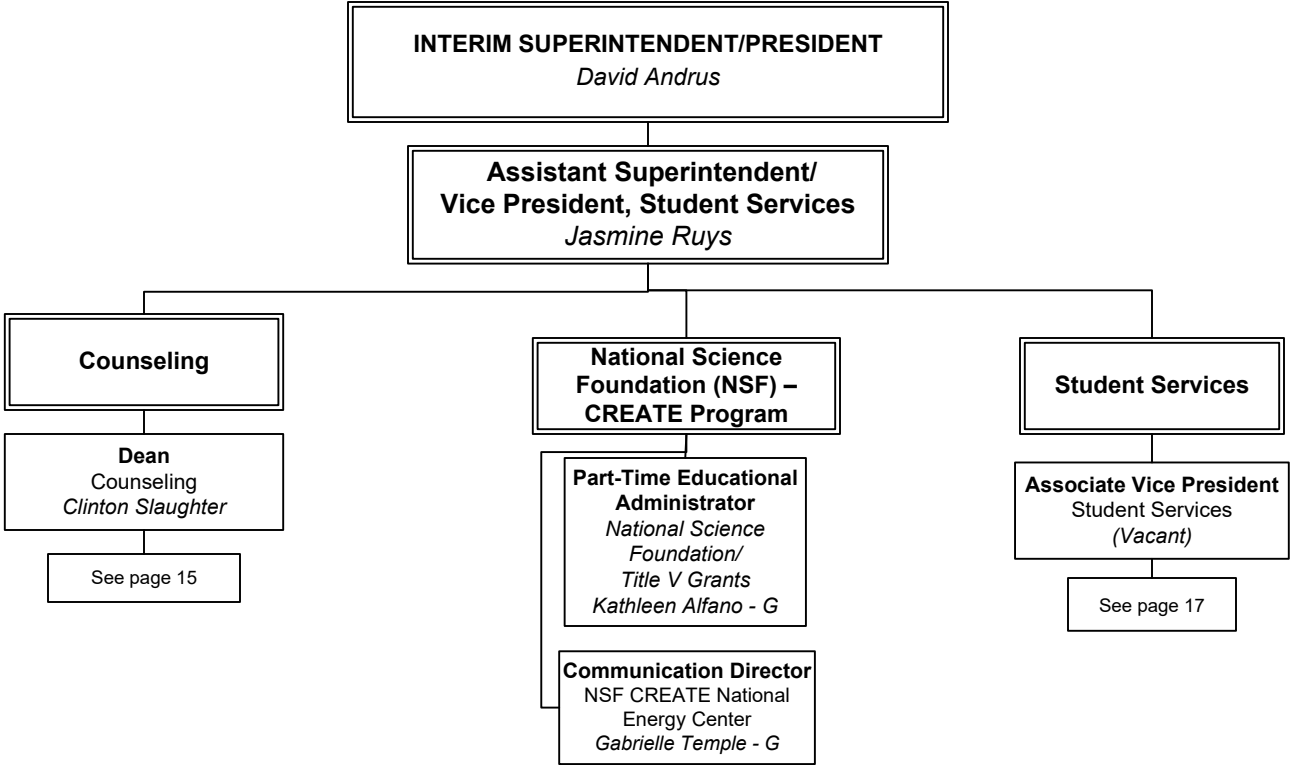 INTERIM SUPERINTENDENT/PRESIDENT
David Andrus
Assistant Superintendent/
Vice President, Student Services
Jasmine Ruys
Counseling
Dean
Counseling
Clinton Slaughter
See page 15
National Science
Foundation (NSF) –
CREATE Program
Part-Time Educational
Administrator
National Science
Foundation/
Title V Grants
Kathleen Alfano - G
Communication Director
NSF CREATE National
Energy Center
Gabrielle Temple - G
Student Services
Associate Vice President
Student Services
(Vacant)
See page 17